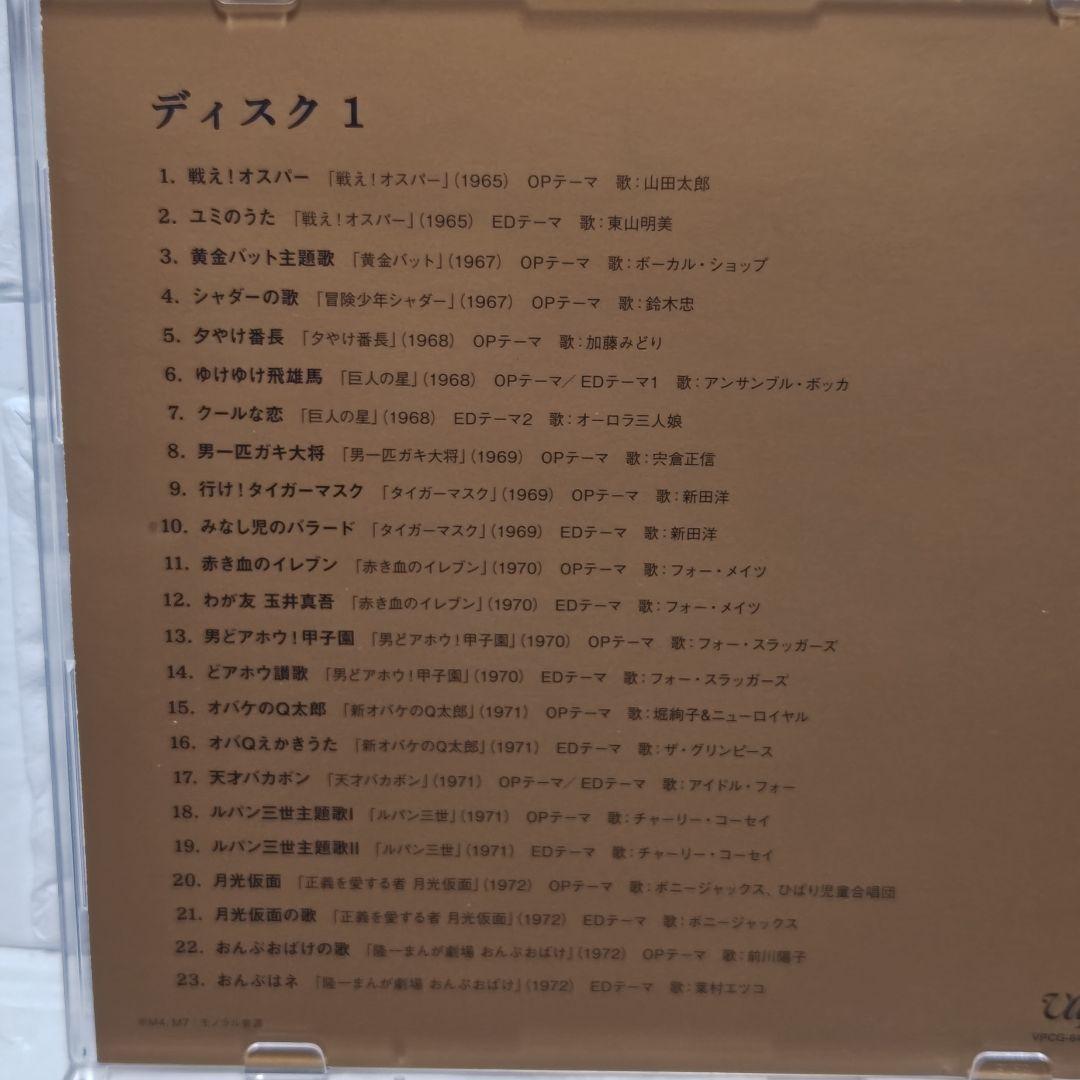 ディスク 1
1. 戦え！オスパー 「戦え！オスパー」（1965） OPテーマ 歌：山田太郎
2. ユミのうた 「戦え！オスパー」（1965） EDテーマ 歌：東山明美
3. 黄金バット主題歌 「黄金バット」（1967） OPテーマ 歌：ボーカル・ショップ
4. シャダーの歌 「冒険少年シャダー」（1967） OPテーマ 歌：鈴木忠
5. 夕やけ番長 「夕やけ番長」（1968） OPテーマ 歌：加藤みどり
6. ゆけゆけ飛雄馬 「巨人の星」（1968） OPテーマ／EDテーマ1 歌：アンサンブル・ボッカ
7. クールな恋 「巨人の星」（1968） EDテーマ2 歌：オーロラ三人娘
8. 男一匹ガキ大将 「男一匹ガキ大将」（1969） OPテーマ 歌：宍倉正信
9. 行け！タイガーマスク 「タイガーマスク」（1969） OPテーマ 歌：新田洋
10. みなし児のバラード 「タイガーマスク」（1969） EDテーマ 歌：新田洋
11. 赤き血のイレブン 「赤き血のイレブン」（1970） OPテーマ 歌：フォー・メイツ
12. わが友 玉井真吾 「赤き血のイレブン」（1970） EDテーマ 歌：フォー・メイツ
13. 男どアホウ！甲子園 「男どアホウ！甲子園」（1970） OPテーマ 歌：フォー・スラッガーズ
14. どアホウ讃歌 「男どアホウ！甲子園」（1970） EDテーマ 歌：フォー・スラッガーズ
15. オバケのQ太郎 「新オバケのQ太郎」（1971） OPテーマ 歌：堀絢子&ニューロイヤル
16. オバQえかきうた 「新オバケのQ太郎」（1971） EDテーマ 歌：ザ・グリンピース
17. 天才バカボン 「天才バカボン」（1971） OPテーマ／EDテーマ 歌：アイドル・フォー
18. ルパン三世主題歌I 「ルパン三世」（1971） OPテーマ 歌：チャーリー・コーセイ
19. ルパン三世主題歌II 「ルパン三世」（1971） EDテーマ 歌：チャーリー・コーセイ
20. 月光仮面 「正義を愛する者 月光仮面」（1972） OPテーマ 歌：ボニージャックス、ひばり児童合唱団
21. 月光仮面の歌 「正義を愛する者 月光仮面」（1972） EDテーマ 歌：ボニージャックス
22. おんぶおばけの歌 「隆一まんが劇場 おんぶおばけ」（1972） OPテーマ 歌：前川陽子
23. おんぶはネ 「隆一まんが劇場 おんぶおばけ」（1972） EDテーマ 歌：葉村エツコ
※M4, M7：モノラル音源